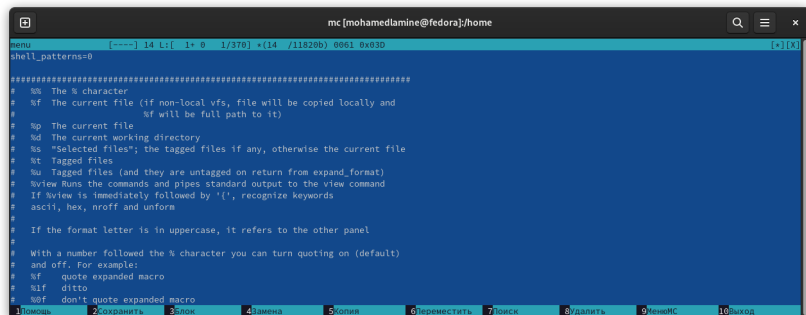 mc [mohamedlamine@fedora]:/home
menu [----] 14 L:[ 1+ 0 1/370] *(14 /11820b) 0061 0x03D [*][X]
shell_patterns=0
################################################################################
# %% The % character
# %f The current file (if non-local vfs, file will be copied locally and
# %f will be full path to it)
# %p The current file
# %d The current working directory
# %s "Selected files"; the tagged files if any, otherwise the current file
# %t Tagged files
# %u Tagged files (and they are untagged on return from expand_format)
# %view Runs the commands and pipes standard output to the view command
# If %view is immediately followed by '{', recognize keywords
# ascii, hex, nroff and unform
#
# If the format letter is in uppercase, it refers to the other panel
#
# With a number followed the % character you can turn quoting on (default)
# and off. For example:
# %f quote expanded macro
# %1f ditto
# %0f don't quote expanded macro
1Помощь 2Сохранить 3Блок 4Замена 5Копия 6Переместить 7Поиск 8Удалить 9МенюMC 10Выход